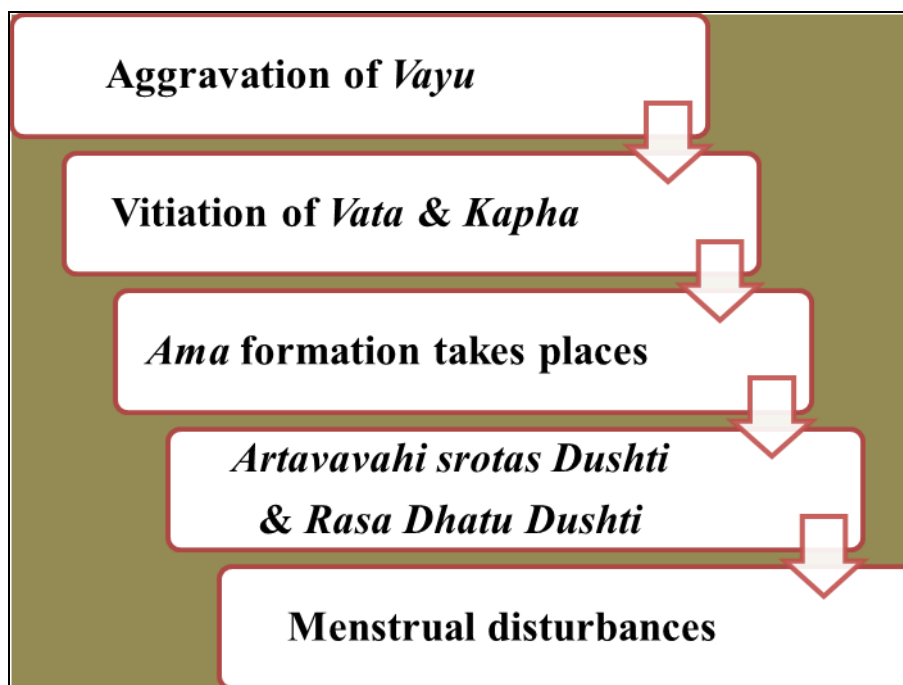 Aggravation of Vayu
Vitiation of Vata & Kapha
Ama formation takes places
Artavavahi srotas Dushti
& Rasa Dhatu Dushti
Menstrual disturbances